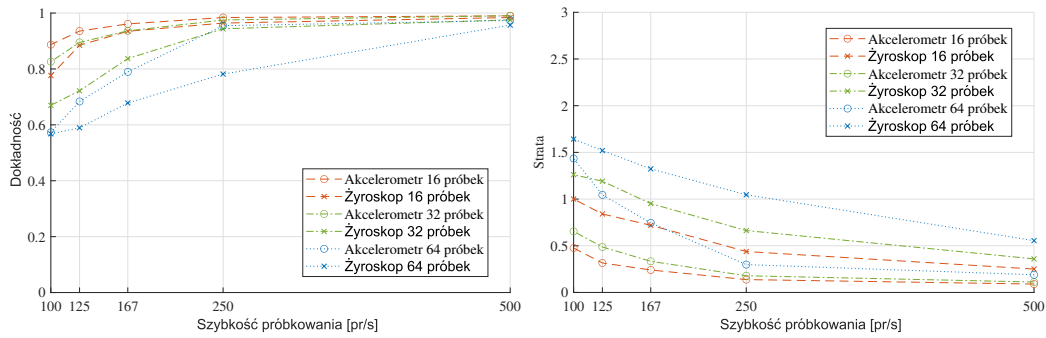 1
0.8
0.6
0.4
0.2
0
Dokładność
100 125 167 250 500
Szybkość próbkowania [pr/s]
Akcelerometr 16 próbek
Żyroskop 16 próbek
Akcelerometr 32 próbek
Żyroskop 32 próbek
Akcelerometr 64 próbek
Żyroskop 64 próbek
3
2.5
2
1.5
1
0.5
0
Strata
100 125 167 250 500
Szybkość próbkowania [pr/s]
Akcelerometr 16 próbek
Żyroskop 16 próbek
Akcelerometr 32 próbek
Żyroskop 32 próbek
Akcelerometr 64 próbek
Żyroskop 64 próbek